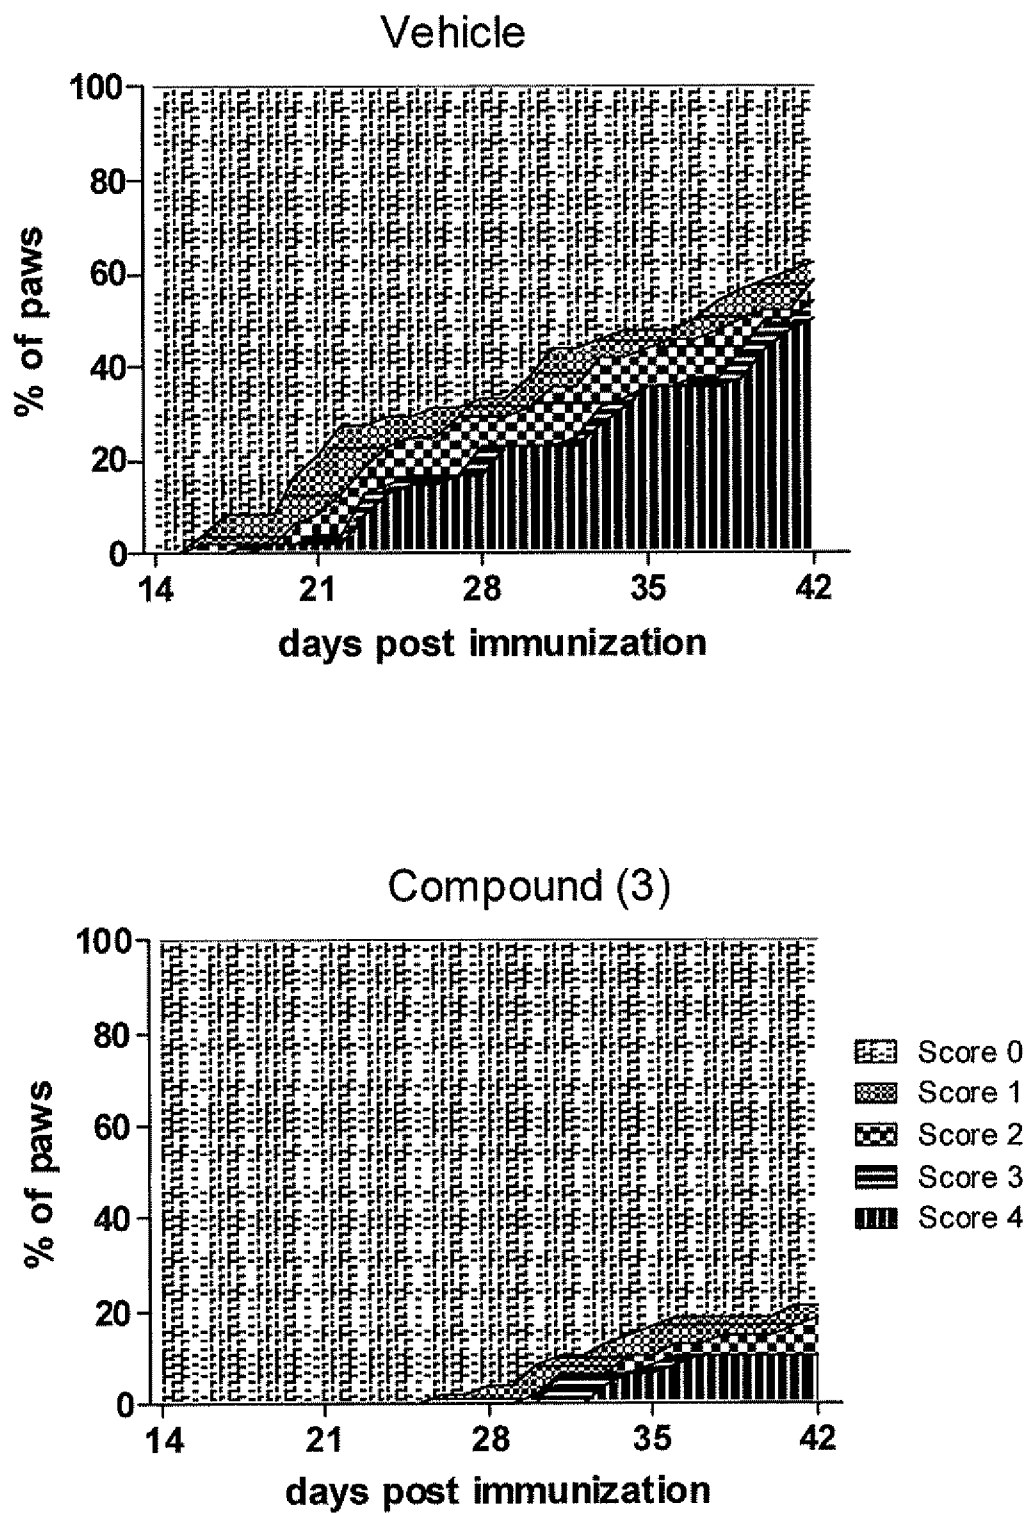 Vehicle
100
80
60
40
20
0
% of paws
14 21 28 35 42
days post immunization
Compound (3)
100
80
60
40
20
0
% of paws
14 21 28 35 42
days post immunization
Score 0
Score 1
Score 2
Score 3
Score 4